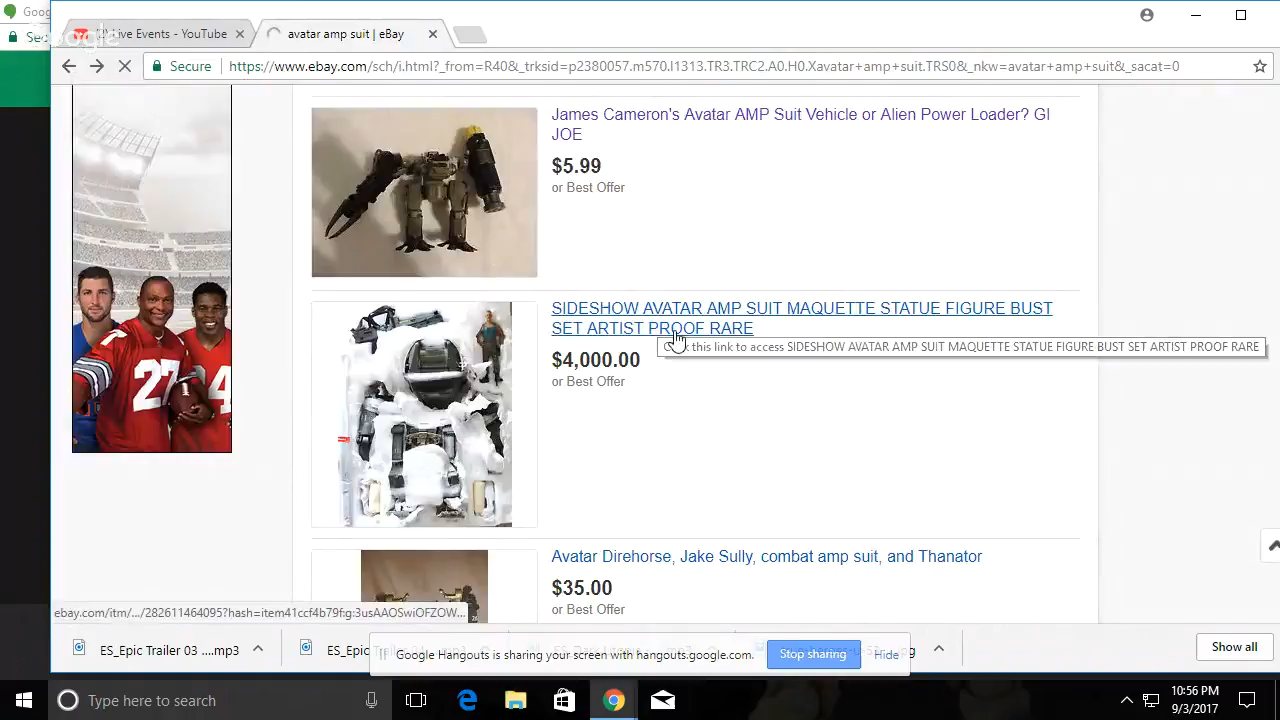 Goog
Live Events - YouTube
avatar amp suit | eBay
Google
Sec
Secure
https://www.ebay.com/sch/i.html?_from=R40&_trksid=p2380057.m570.l1313.TR3.TRC2.A0.H0.Xavatar+amp+suit.TRS0&_nkw=avatar+amp+suit&_sacat=0
James Cameron's Avatar AMP Suit Vehicle or Alien Power Loader? GI
JOE
$5.99
or Best Offer
SIDESHOW AVATAR AMP SUIT MAQUETTE STATUE FIGURE BUST
SET ARTIST PROOF RARE
this link to access SIDESHOW AVATAR AMP SUIT MAQUETTE STATUE FIGURE BUST SET ARTIST PROOF RARE
$4,000.00
or Best Offer
27
Avatar Direhorse, Jake Sully, combat amp suit, and Thanator
$35.00
or Best Offer
ebay.com/itm/.../282611464095?hash=item41ccf4b79f:g:3usAAOSwiOFZOW...
ES_Epic Trailer 03 ....mp3
ES_Epi
Google Hangouts is sharing your screen with hangouts.google.com.
Stop sharing
Hide
Show all
Type here to search
10:56 PM
9/3/2017